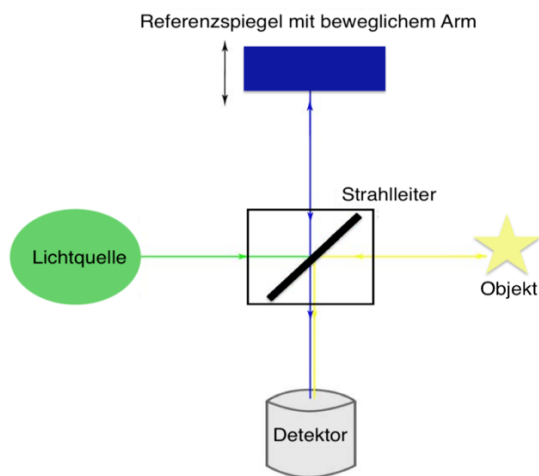 Referenzspiegel mit beweglichem Arm
Strahlleiter
Lichtquelle
Objekt
Detektor